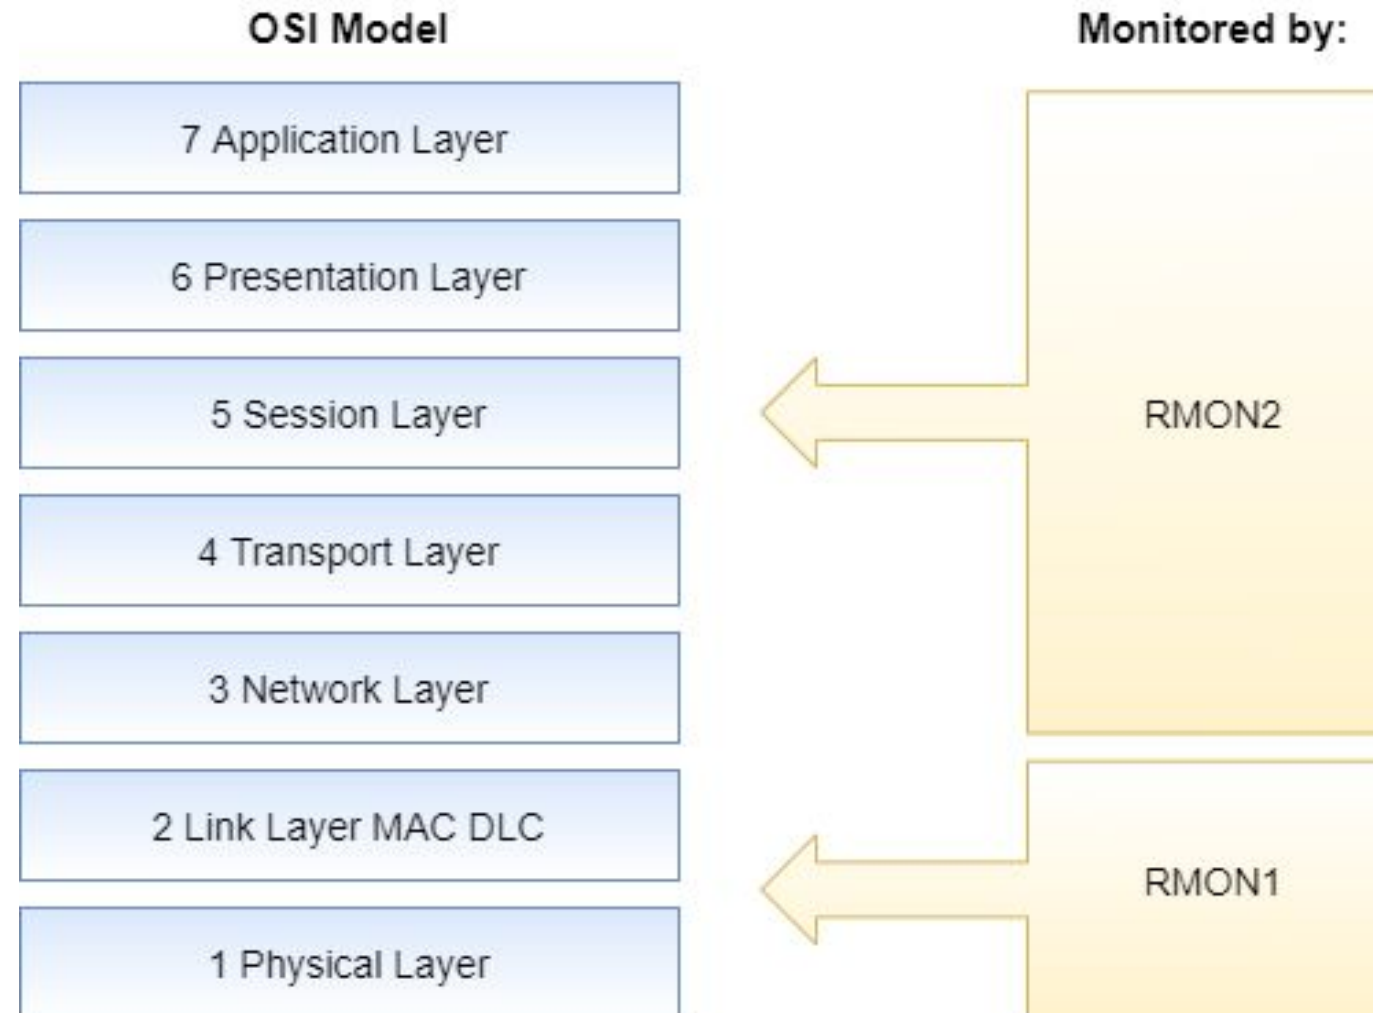 OSI Model
Monitored by:
7 Application Layer
6 Presentation Layer
5 Session Layer
4 Transport Layer
3 Network Layer
2 Link Layer MAC DLC
1 Physical Layer
RMON2
RMON1